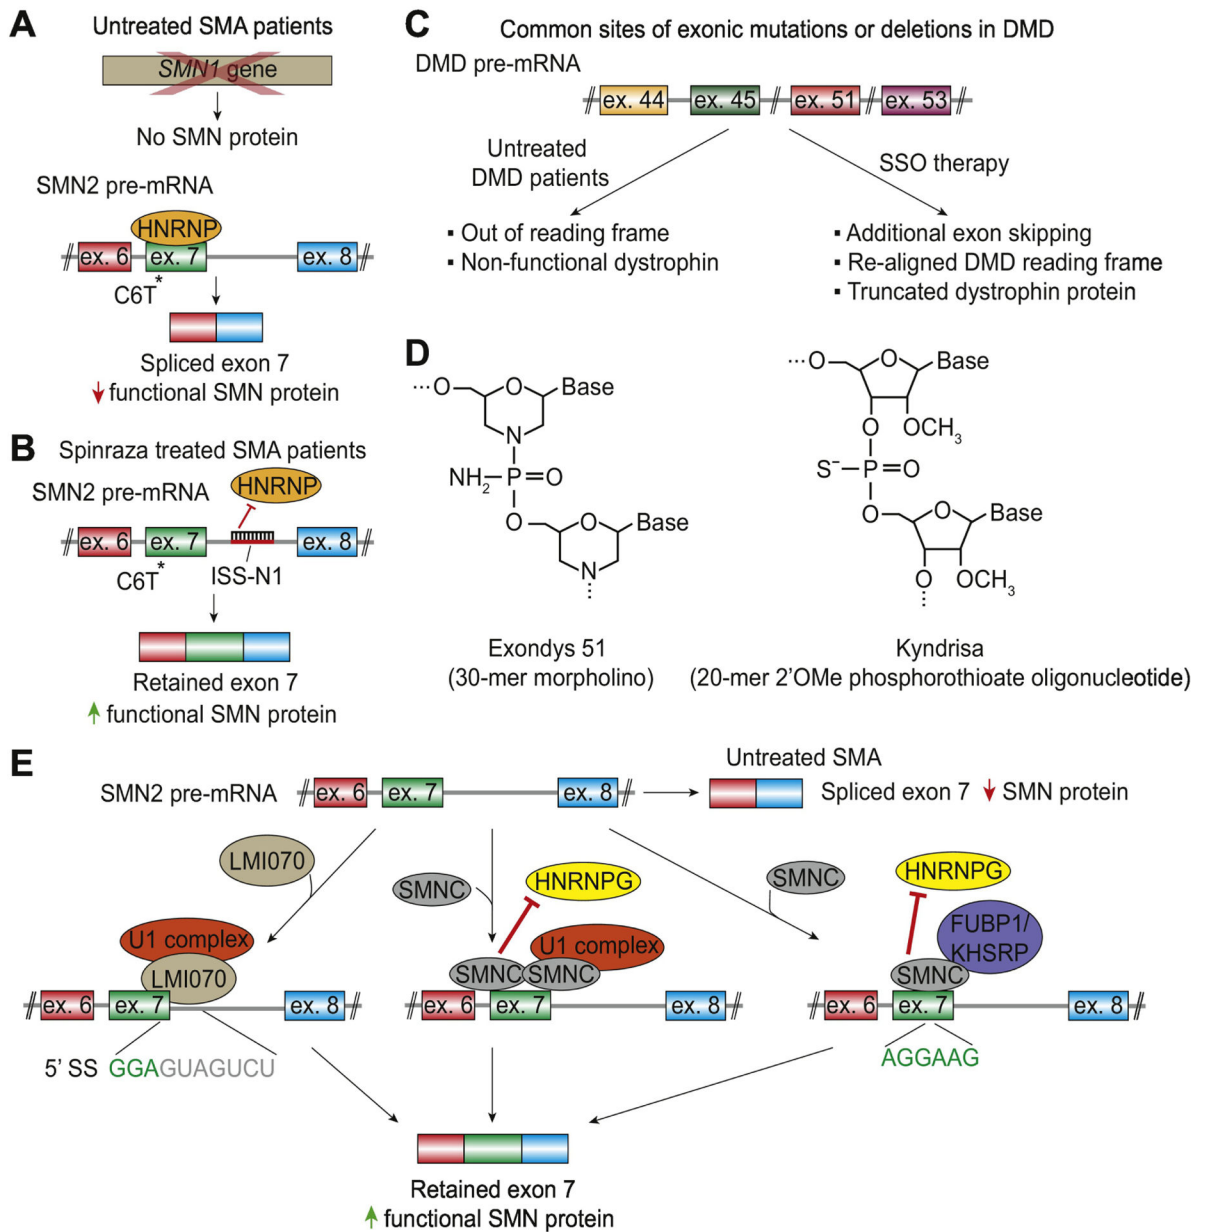 A
Untreated SMA patients
SMN1 gene
No SMN protein
SMN2 pre-mRNA
HNRNP
ex. 6
ex. 7
ex. 8
C6T*
Spliced exon 7
functional SMN protein
B
Spinraza treated SMA patients
SMN2 pre-mRNA
HNRNP
ex. 6
ex. 7
ex. 8
C6T*
ISS-N1
Retained exon 7
functional SMN protein
C
Common sites of exonic mutations or deletions in DMD
DMD pre-mRNA
ex. 44
ex. 45
ex. 51
ex. 53
Untreated
DMD patients
SSO therapy
▪ Out of reading frame
▪ Non-functional dystrophin
▪ Additional exon skipping
▪ Re-aligned DMD reading frame
▪ Truncated dystrophin protein
D
···O
O
Base
N
NH₂–P=O
O
O
Base
N
Exondys 51
(30-mer morpholino)
···O
O
Base
O
OCH₃
S⁻–P=O
O
O
Base
O
OCH₃
Kyndrisa
(20-mer 2'OMe phosphorothioate oligonucleotide)
E
SMN2 pre-mRNA
ex. 6
ex. 7
ex. 8
Untreated SMA
Spliced exon 7
SMN protein
LMI070
U1 complex
LMI070
ex. 6
ex. 7
ex. 8
5' SS GGAGUAGUCU
SMNC
HNRNPG
U1 complex
SMNC
SMNC
ex. 6
ex. 7
ex. 8
SMNC
HNRNPG
FUBP1/
KHSRP
SMNC
ex. 6
ex. 7
ex. 8
AGGAAG
Retained exon 7
functional SMN protein